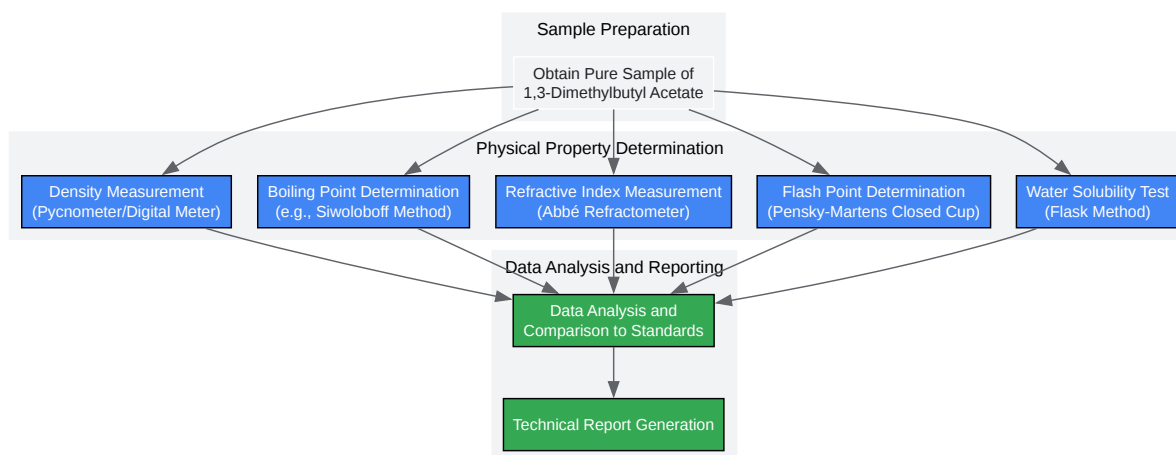 Sample Preparation
Obtain Pure Sample of
1,3-Dimethylbutyl Acetate
Physical Property Determination
Density Measurement
(Pycnometer/Digital Meter)
Boiling Point Determination
(e.g., Siwoloboff Method)
Refractive Index Measurement
(Abbé Refractometer)
Flash Point Determination
(Pensky-Martens Closed Cup)
Water Solubility Test
(Flask Method)
Data Analysis and Reporting
Data Analysis and
Comparison to Standards
Technical Report Generation